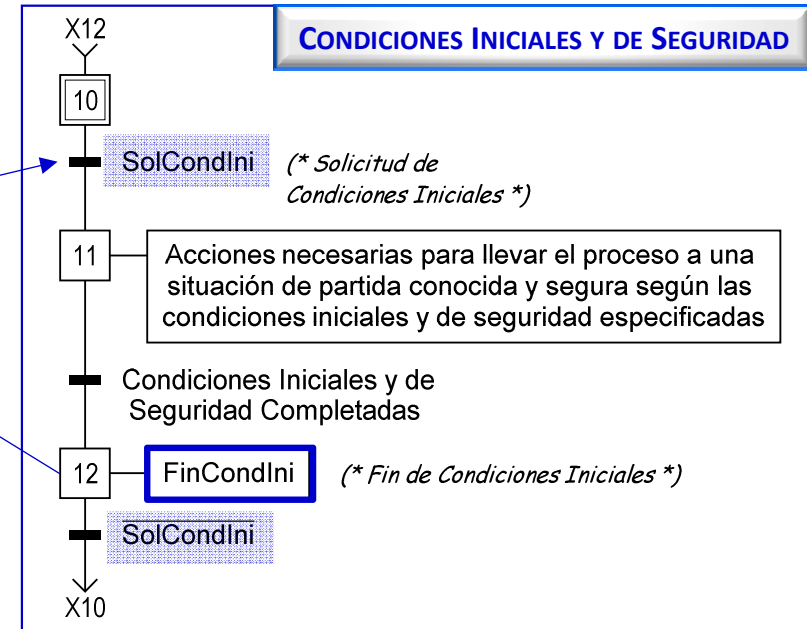 CONDICIONES INICIALES Y DE SEGURIDAD
X12
10
SolCondIni (* Solicitud de
Condiciones Iniciales *)
11
Acciones necesarias para llevar el proceso a una
situación de partida conocida y segura según las
condiciones iniciales y de seguridad especificadas
Condiciones Iniciales y de
Seguridad Completadas
12
FinCondIni (* Fin de Condiciones Iniciales *)
S̅o̅l̅C̅o̅n̅d̅I̅n̅i̅
X10